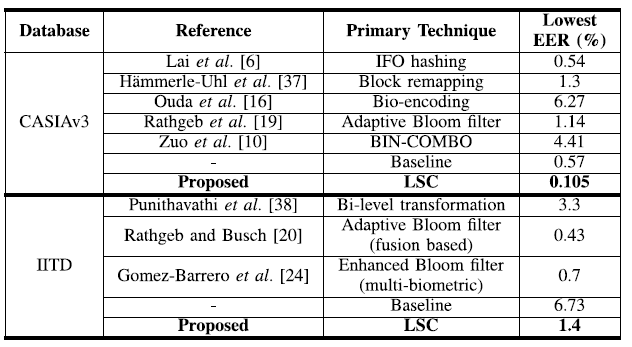 Database Reference Primary Technique Lowest EER (%)
CASIAv3
Lai et al. [6] IFO hashing 0.54
Hämmerle-Uhl et al. [37] Block remapping 1.3
Ouda et al. [16] Bio-encoding 6.27
Rathgeb et al. [19] Adaptive Bloom filter 1.14
Zuo et al. [10] BIN-COMBO 4.41
- Baseline 0.57
Proposed LSC 0.105
IITD
Punithavathi et al. [38] Bi-level transformation 3.3
Rathgeb and Busch [20] Adaptive Bloom filter (fusion based) 0.43
Gomez-Barrero et al. [24] Enhanced Bloom filter (multi-biometric) 0.7
- Baseline 6.73
Proposed LSC 1.4